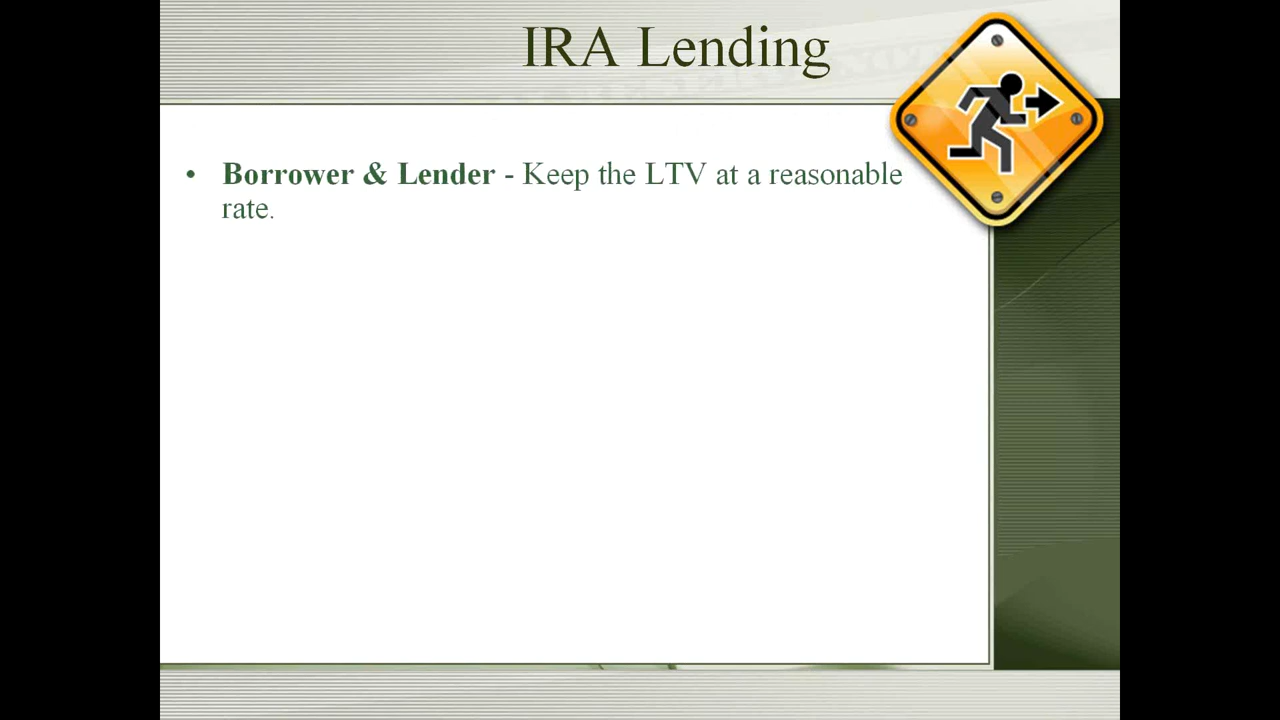 IRA Lending
• Borrower & Lender - Keep the LTV at a reasonable
rate.